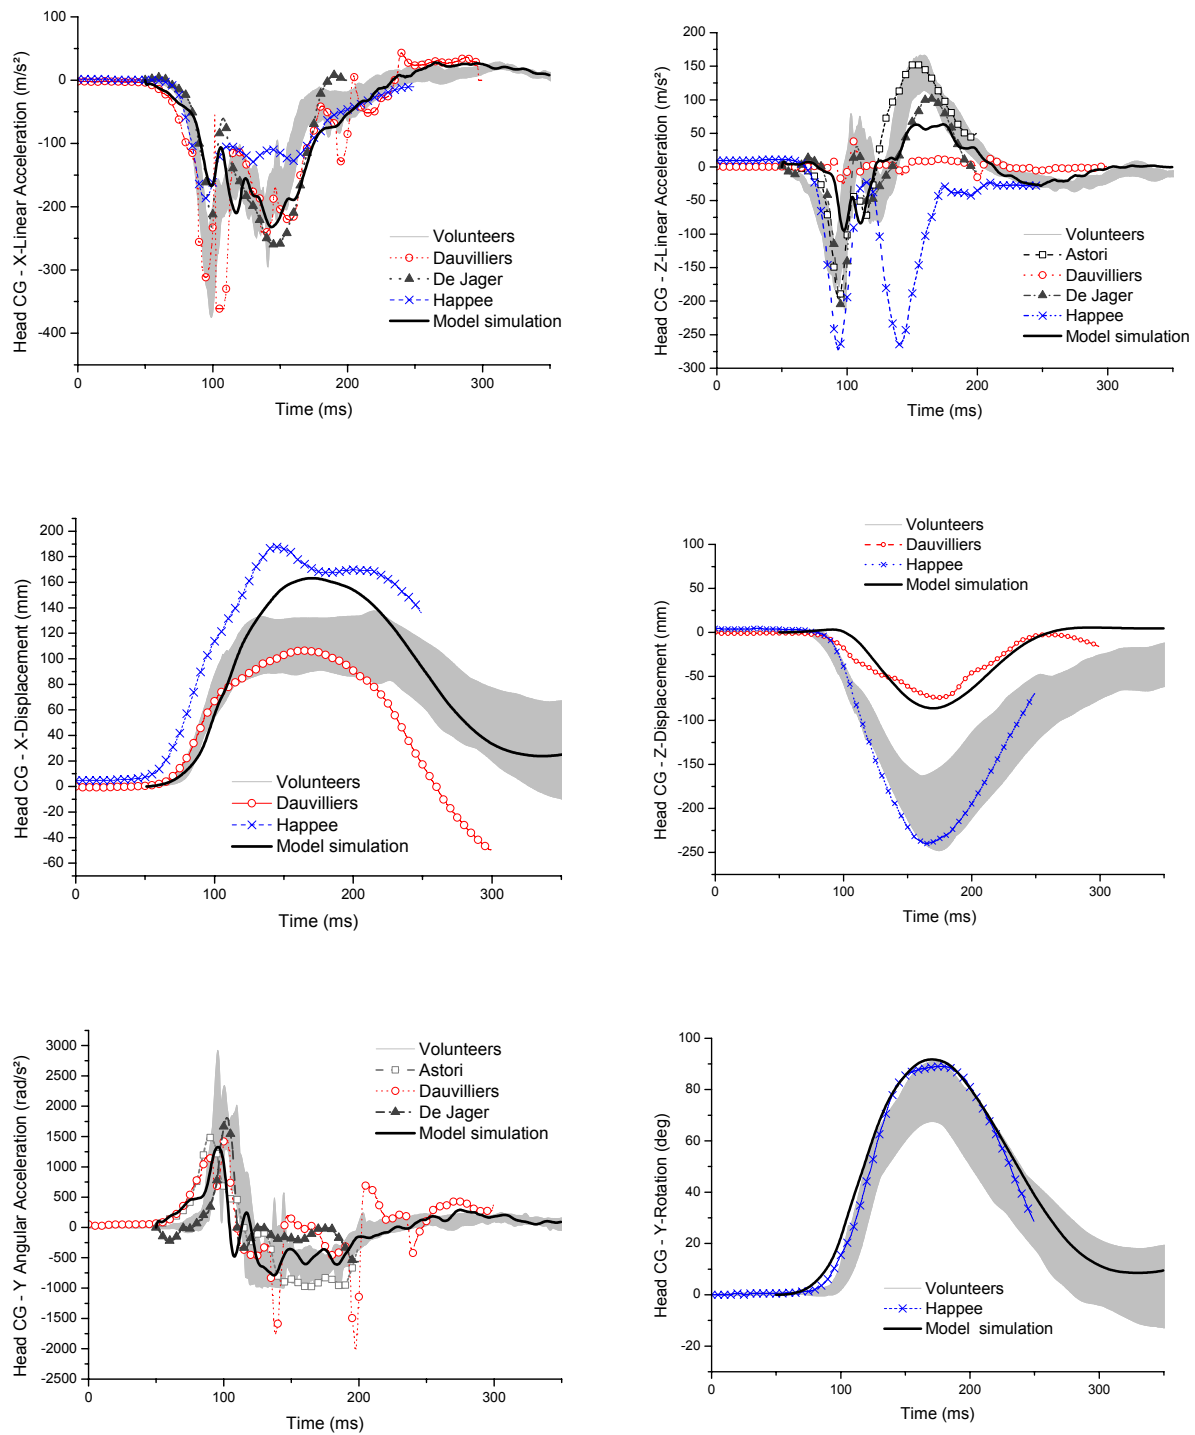 Head CG - X-Linear Acceleration (m/s²)
100
0
-100
-200
-300
-400
0
100
200
300
Time (ms)
Volunteers
Dauvilliers
De Jager
Happee
Model simulation
Head CG - Z-Linear Acceleration (m/s²)
200
150
100
50
0
-50
-100
-150
-200
-250
-300
0
100
200
300
Time (ms)
Volunteers
Astori
Dauvilliers
De Jager
Happee
Model simulation
Head CG - X-Displacement (mm)
200
180
160
140
120
100
80
60
40
20
0
-20
-40
-60
0
100
200
300
Time (ms)
Volunteers
Dauvilliers
Happee
Model simulation
Head CG - Z-Displacement (mm)
100
50
0
-50
-100
-150
-200
-250
0
100
200
300
Time (ms)
Volunteers
Dauvilliers
Happee
Model simulation
Head CG - Y Angular Acceleration (rad/s²)
3000
2500
2000
1500
1000
500
0
-500
-1000
-1500
-2000
-2500
0
100
200
300
Time (ms)
Volunteers
Astori
Dauvilliers
De Jager
Model simulation
Head CG - Y-Rotation (deg)
100
80
60
40
20
0
-20
0
100
200
300
Time (ms)
Volunteers
Happee
Model simulation